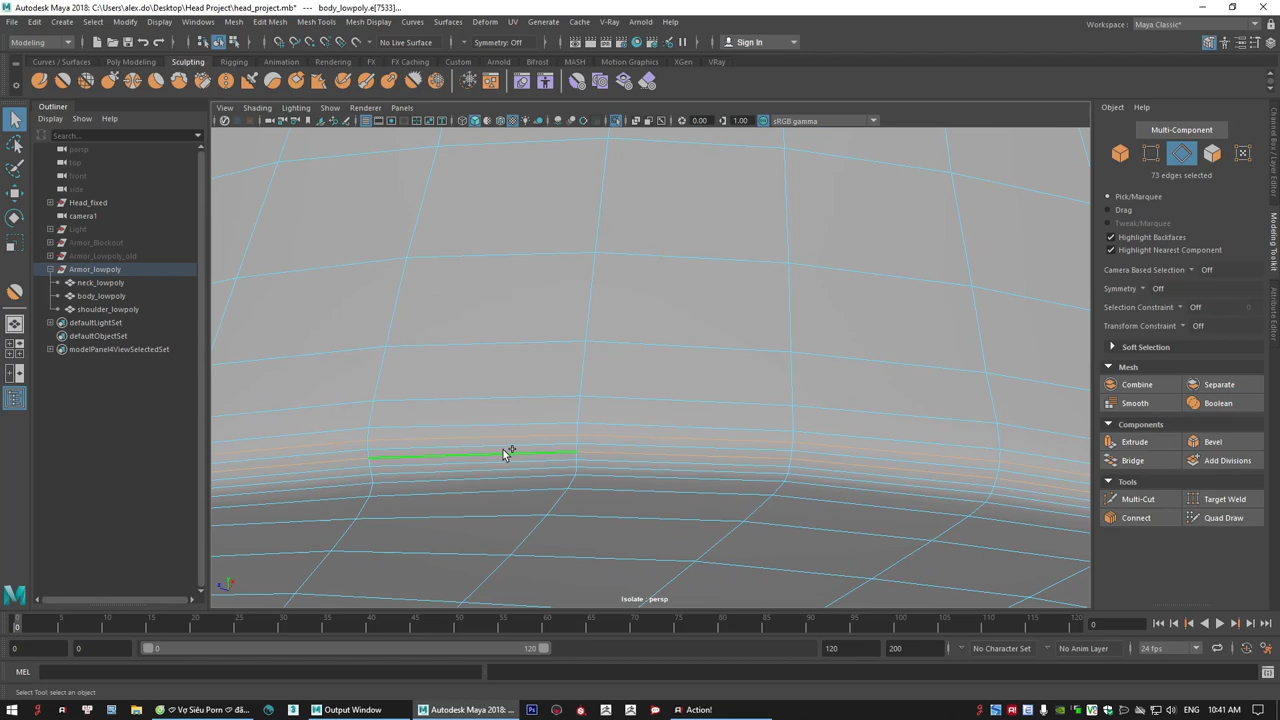 Autodesk Maya 2018: C:\Users\alex.do\Desktop\Head Project\head_project.mb* --- body_lowpoly.e[7533]...
File Edit Create Select Modify Display Windows Mesh Edit Mesh Mesh Tools Mesh Display Curves Surfaces Deform UV Generate Cache V-Ray Arnold Help
Workspace : Maya Classic*
Modeling No Live Surface Symmetry: Off Sign In
Curves / Surfaces Poly Modeling Sculpting Rigging Animation Rendering FX FX Caching Custom Arnold Bifrost MASH Motion Graphics XGen VRay
Outliner
Display Show Help
Search...
persp
top
front
side
Head_fixed
camera1
Light
Armor_Blockout
Armor_Lowpoly_old
Armor_lowpoly
neck_lowpoly
body_lowpoly
shoulder_lowpoly
defaultLightSet
defaultObjectSet
modelPanel4ViewSelectedSet
View Shading Lighting Show Renderer Panels
0.00 1.00 sRGB gamma
Isolate : persp
Object Help
Multi-Component
73 edges selected
Pick/Marquee
Drag
Tweak/Marquee
Highlight Backfaces
Highlight Nearest Component
Camera Based Selection Off
Symmetry Off
Selection Constraint Off 0
Transform Constraint Off
Soft Selection
Mesh
Combine Separate
Smooth Boolean
Components
Extrude Bevel
Bridge Add Divisions
Tools
Multi-Cut Target Weld
Connect Quad Draw
Channel Box / Layer Editor
Modeling Toolkit
Attribute Editor
0 5 10 15 20 25 30 35 40 45 50 55 60 65 70 75 80 85 90 95 100 105 110 115 120
0
0 0 0 120 120 200 No Character Set No Anim Layer 24 fps
MEL
Select Tool: select an object
Vợ Siêu Porn Output Window Autodesk Maya 2018: ... Action! 10:41 AM